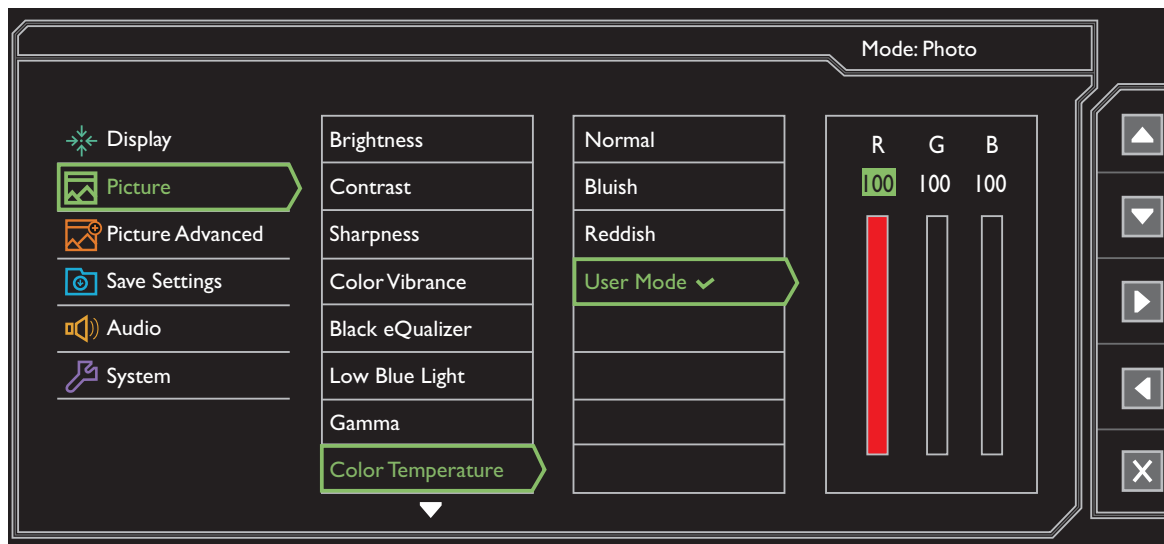 Mode: Photo
Display
Picture
Picture Advanced
Save Settings
Audio
System
Brightness
Contrast
Sharpness
Color Vibrance
Black eQualizer
Low Blue Light
Gamma
Color Temperature
Normal
Bluish
Reddish
User Mode
R G B
100 100 100
X